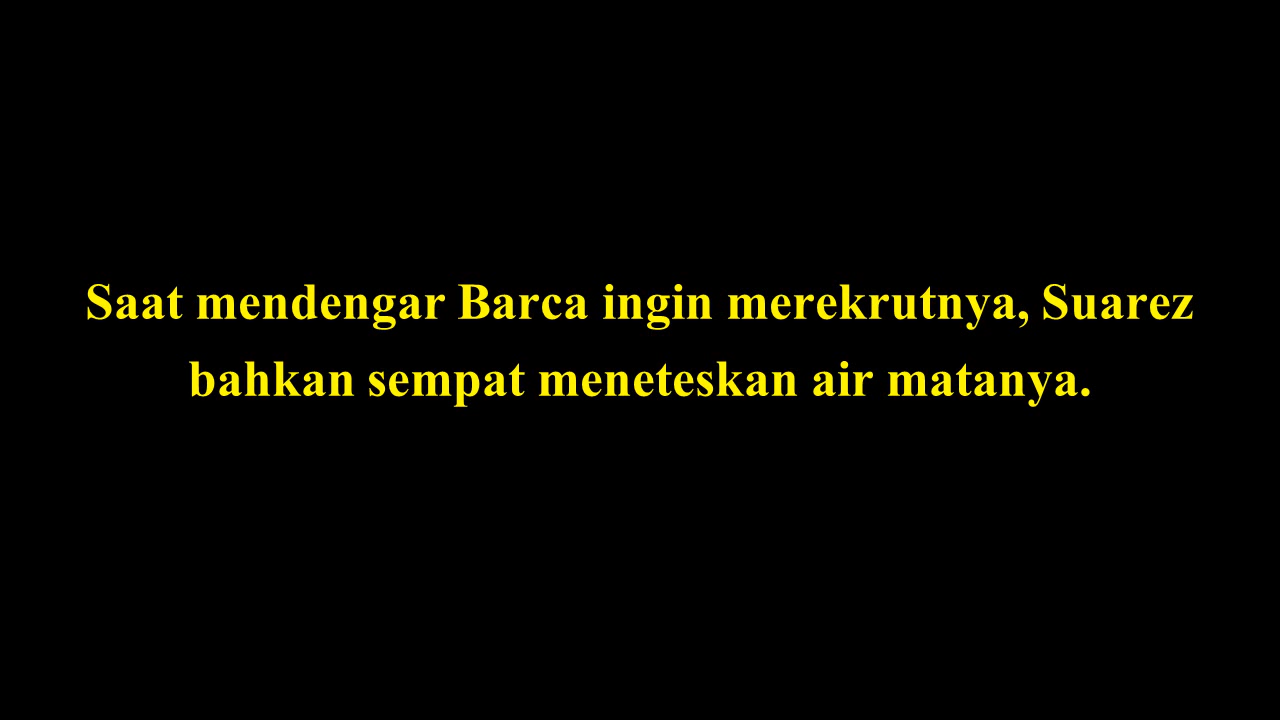 Saat mendengar Barca ingin merekrutnya, Suarez
bahkan sempat meneteskan air matanya.